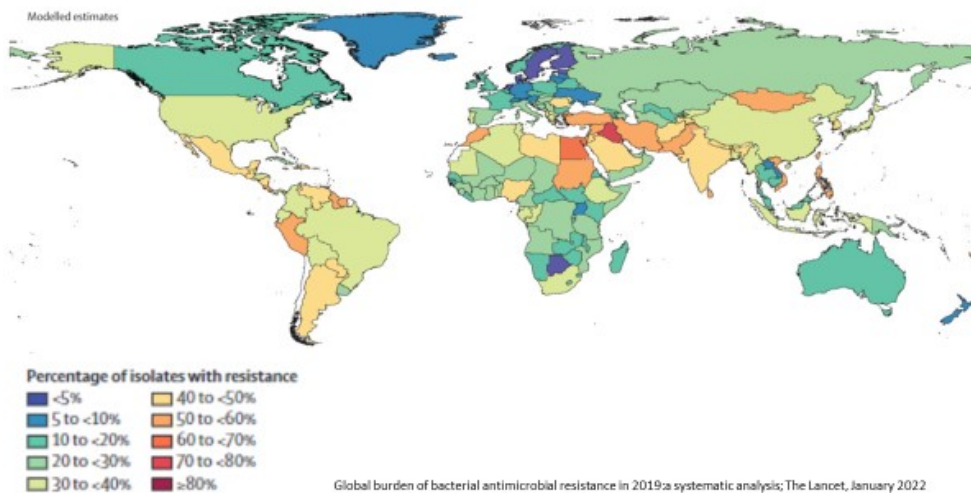 Modelled estimates
Percentage of isolates with resistance
<5%
5 to <10%
10 to <20%
20 to <30%
30 to <40%
40 to <50%
50 to <60%
60 to <70%
70 to <80%
≥80%
Global burden of bacterial antimicrobial resistance in 2019:a systematic analysis; The Lancet, January 2022